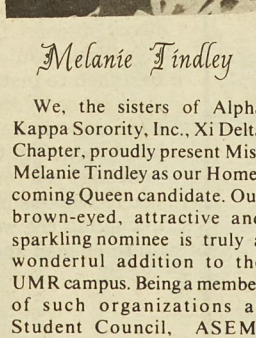 Melanie Tindley
We, the sisters of Alph
Kappa Sorority, Inc., Xi Delt
Chapter, proudly present Mis
Melanie Tindley as our Home
coming Queen candidate. Ou
brown-eyed, attractive an
sparkling nominee is truly a
wonderful addition to th
UMR campus. Being a membe
of such organizations a
Student Council, ASEM